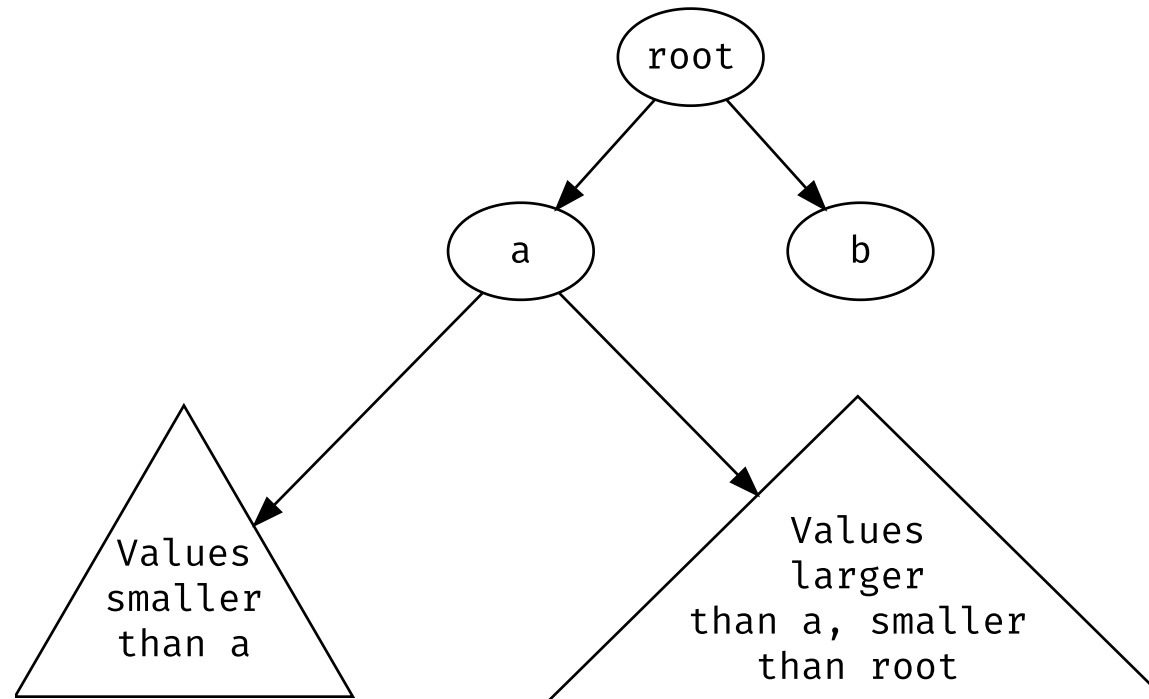 root
a
b
Values
smaller
than a
Values
larger
than a, smaller
than root